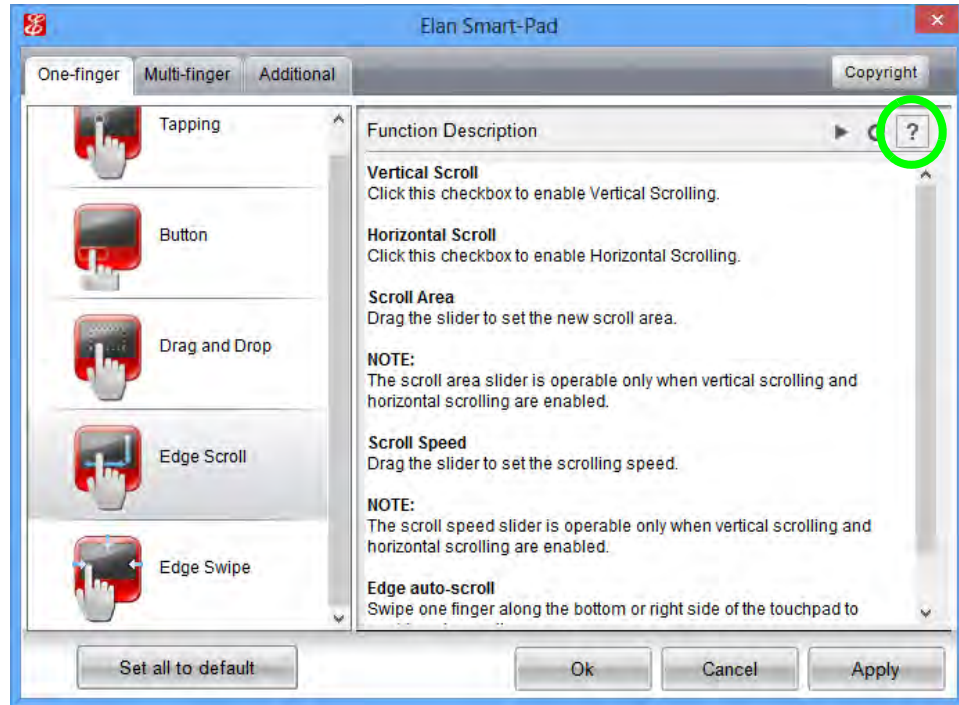 Elan Smart-Pad
One-finger
Multi-finger
Additional
Copyright
Tapping
Button
Drag and Drop
Edge Scroll
Edge Swipe
Function Description
?
Vertical Scroll
Click this checkbox to enable Vertical Scrolling.
Horizontal Scroll
Click this checkbox to enable Horizontal Scrolling.
Scroll Area
Drag the slider to set the new scroll area.
NOTE:
The scroll area slider is operable only when vertical scrolling and
horizontal scrolling are enabled.
Scroll Speed
Drag the slider to set the scrolling speed.
NOTE:
The scroll speed slider is operable only when vertical scrolling and
horizontal scrolling are enabled.
Edge auto-scroll
Swipe one finger along the bottom or right side of the touchpad to
Set all to default
Ok
Cancel
Apply